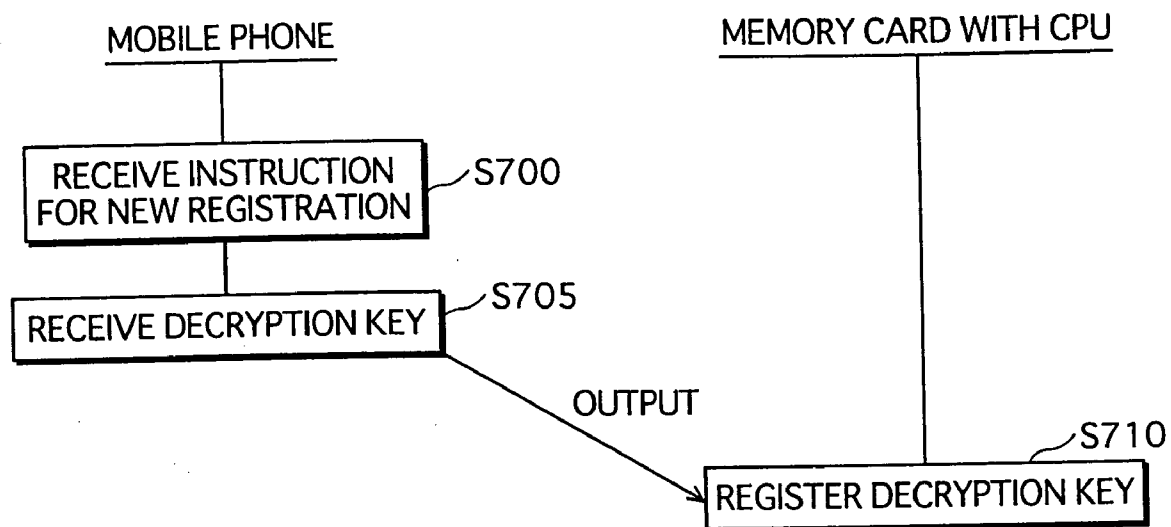 MOBILE PHONE
MEMORY CARD WITH CPU
RECEIVE INSTRUCTION
FOR NEW REGISTRATION
S700
RECEIVE DECRYPTION KEY
S705
OUTPUT
S710
REGISTER DECRYPTION KEY